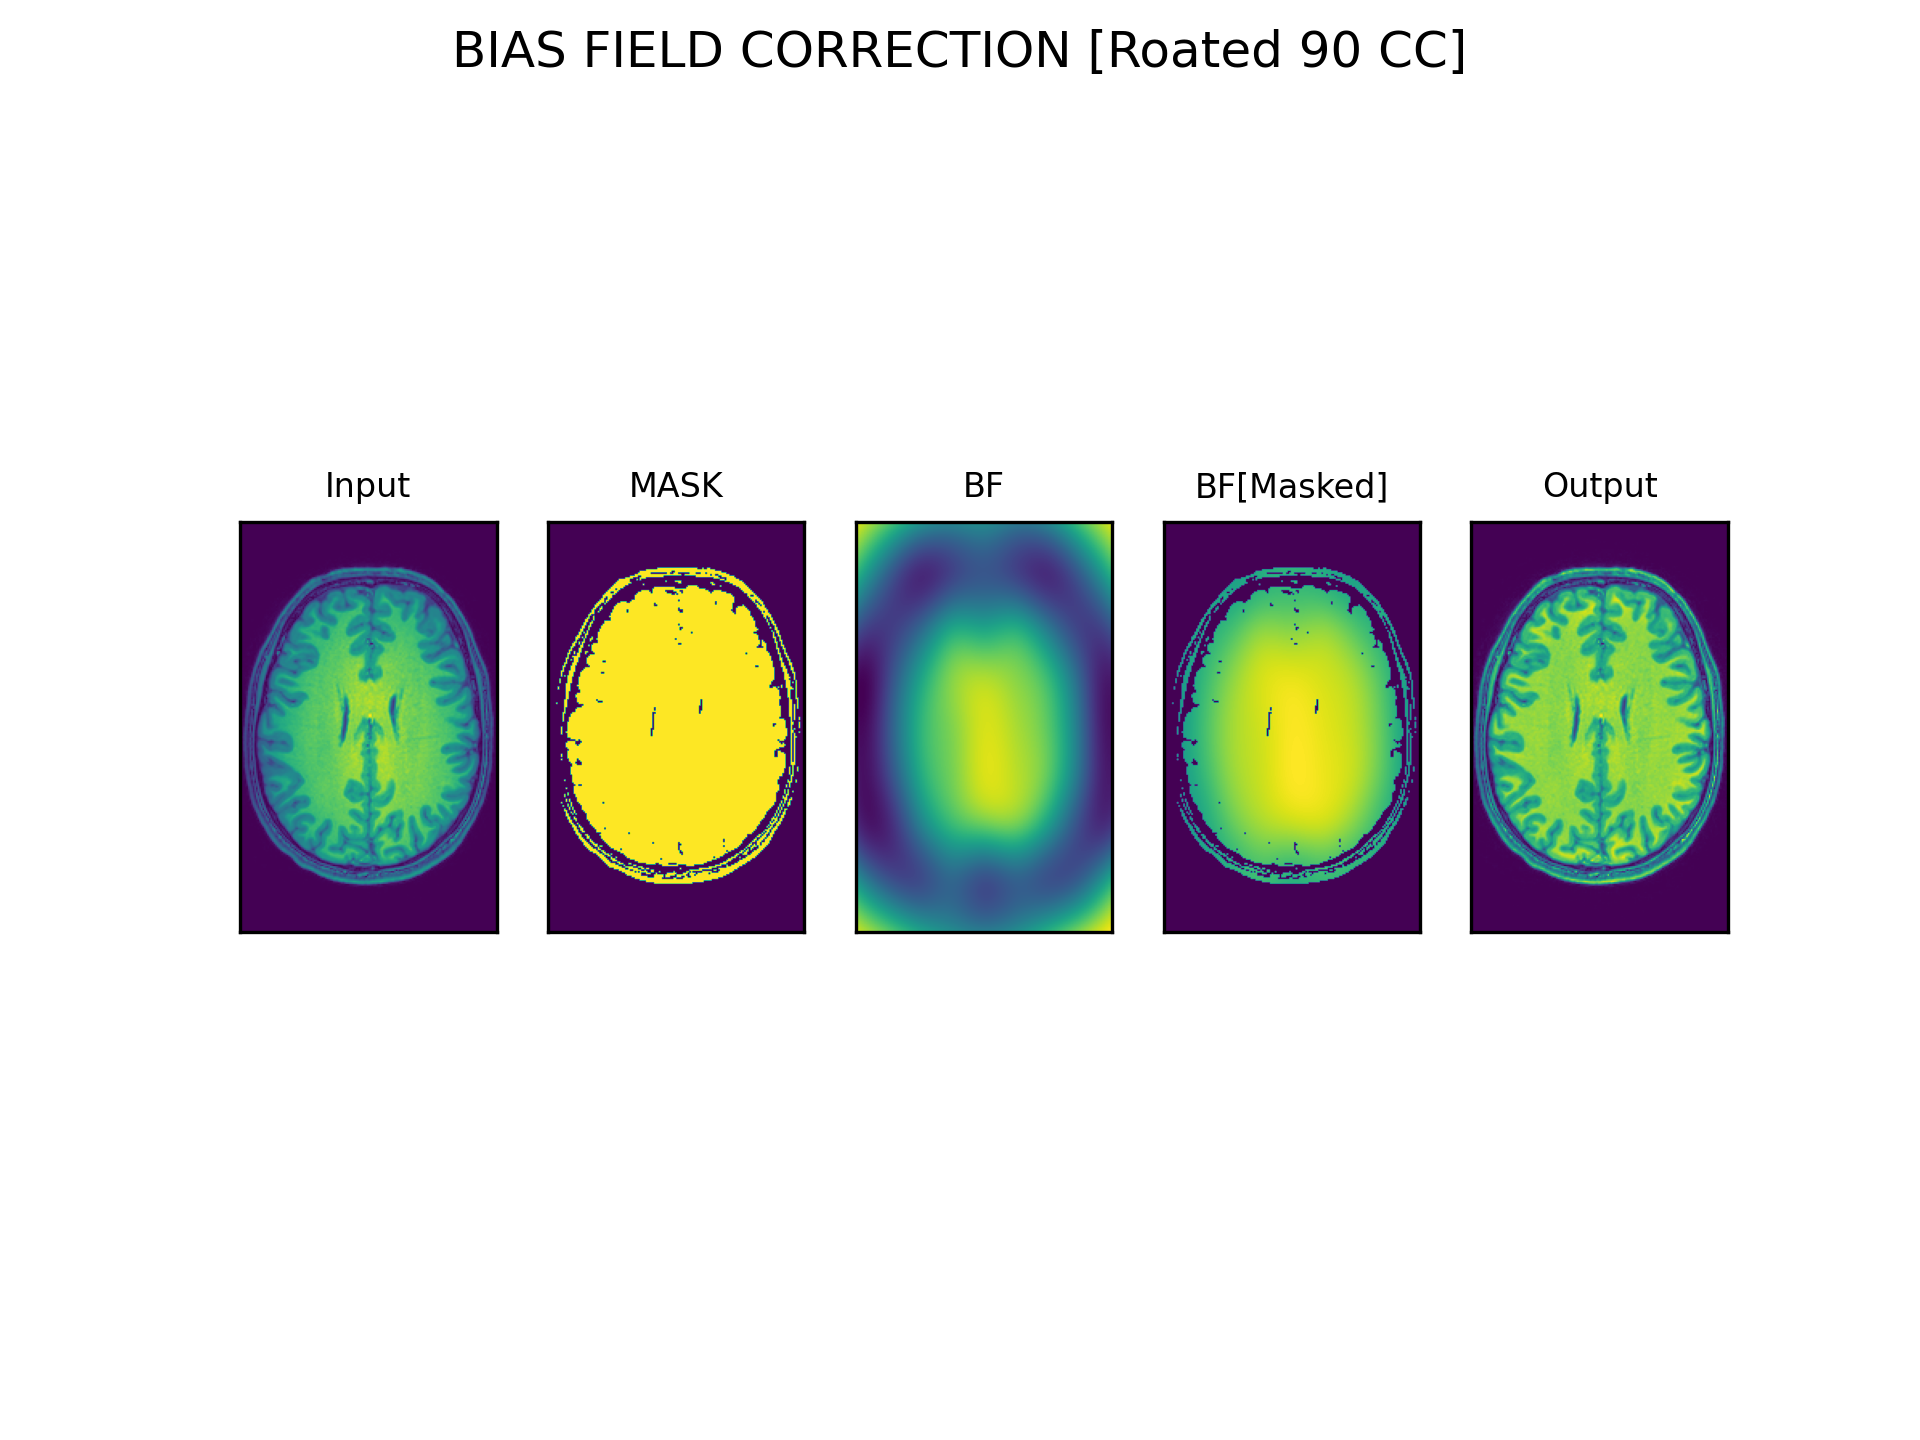 BIAS FIELD CORRECTION [Roated 90 CC]
Input
MASK
BF
BF[Masked]
Output